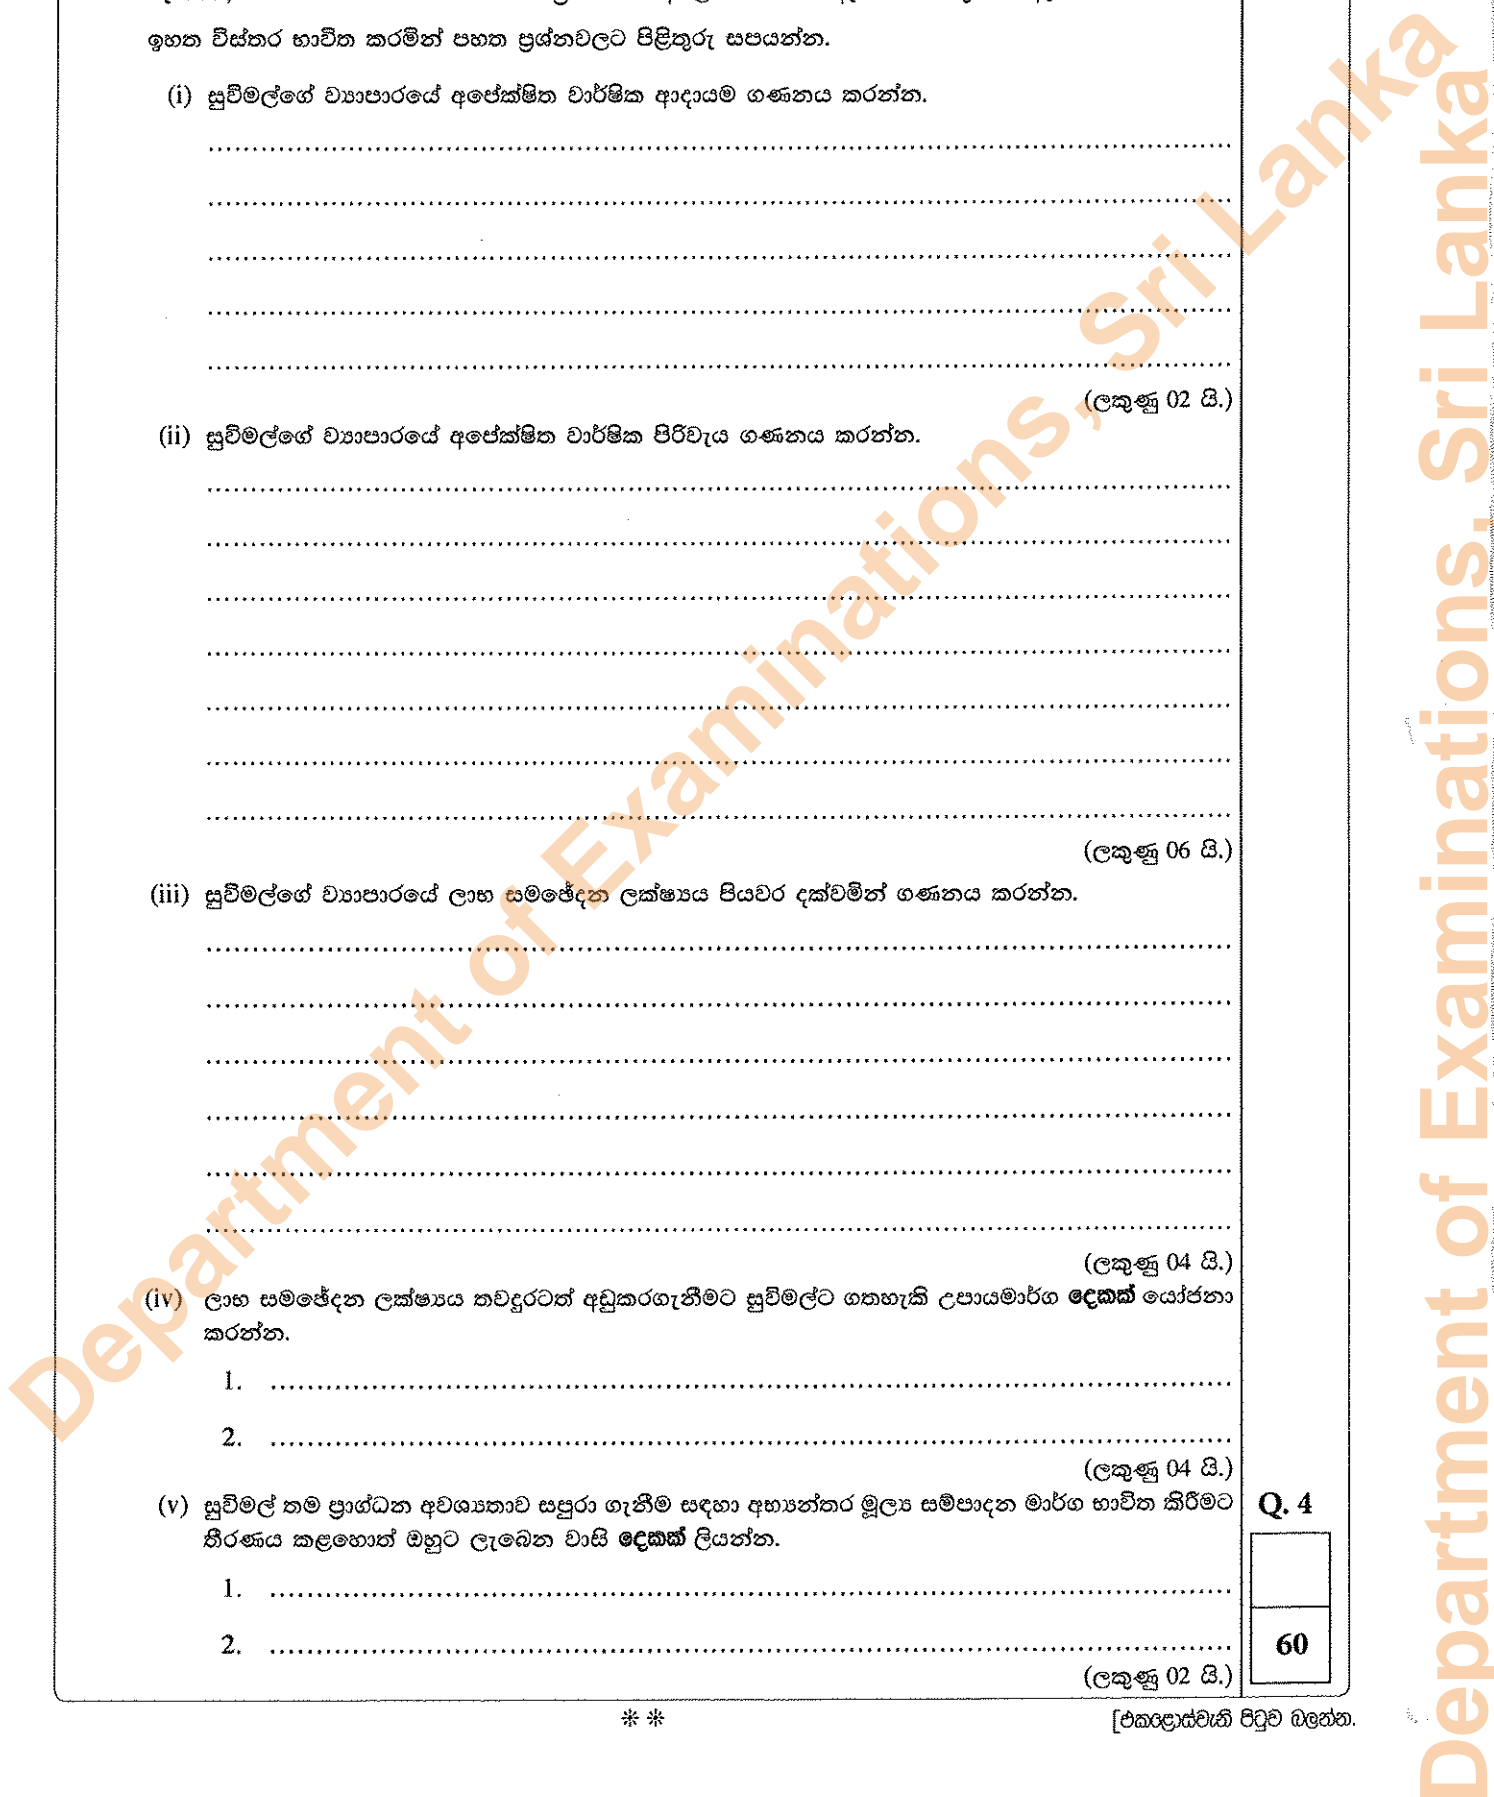 ඉහත විස්තර භාවිත කරමින් පහත ප්‍රශ්නවලට පිළිතුරු සපයන්න.
(i) සුවිමල්ගේ ව්‍යාපාරයේ අපේක්ෂිත වාර්ෂික ආදායම ගණනය කරන්න.
(ලකුණු 02 යි.)
(ii) සුවිමල්ගේ ව්‍යාපාරයේ අපේක්ෂිත වාර්ෂික පිරිවැය ගණනය කරන්න.
(ලකුණු 06 යි.)
(iii) සුවිමල්ගේ ව්‍යාපාරයේ ලාභ සමඡේදන ලක්ෂ්‍යය පියවර දක්වමින් ගණනය කරන්න.
(ලකුණු 04 යි.)
(iv) ලාභ සමඡේදන ලක්ෂ්‍යය තවදුරටත් අඩුකරගැනීමට සුවිමල්ට ගතහැකි උපායමාර්ග දෙකක් යෝජනා
කරන්න.
1.
2.
(ලකුණු 04 යි.)
(v) සුවිමල් තම ප්‍රාග්ධන අවශ්‍යතාව සපුරා ගැනීම සඳහා අභ්‍යන්තර මූල්‍ය සම්පාදන මාර්ග භාවිත කිරීමට
තීරණය කළහොත් ඔහුට ලැබෙන වාසි දෙකක් ලියන්න.
1.
2.
(ලකුණු 02 යි.)
Q. 4
60
**
[එකළොස්වැනි පිටුව බලන්න.
Department of Examinations, Sri Lanka
Department of Examinations, Sri Lanka